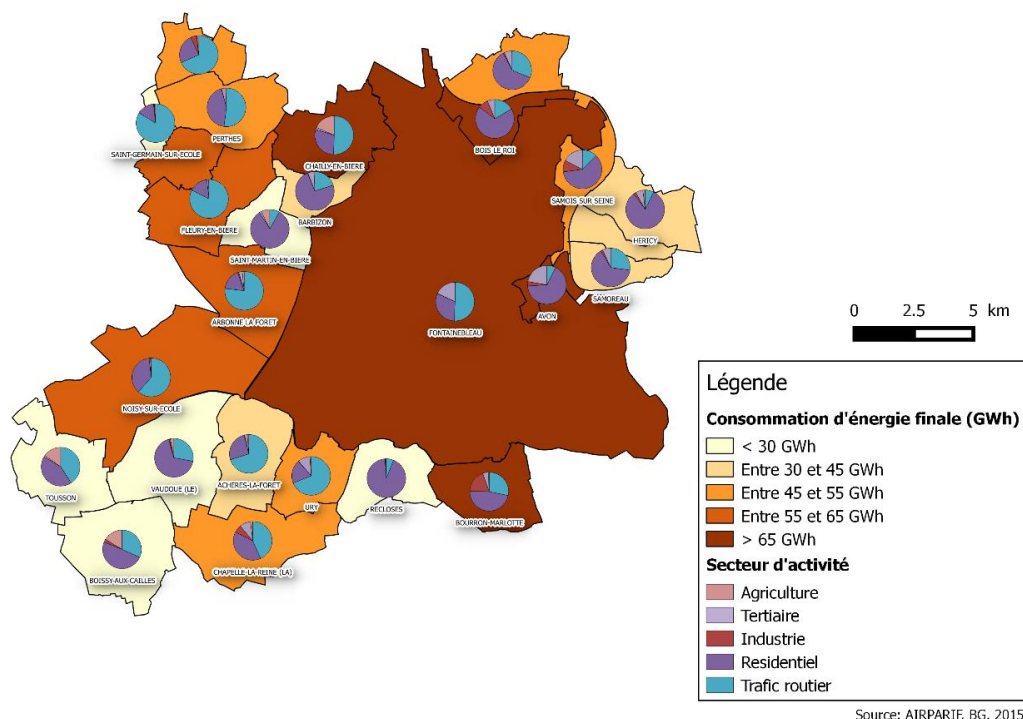 PERTHES
SAINT-GERMAIN-SUR-ECOLE
CHAILLY-EN-BIERE
BOIS LE ROI
FLEURY-EN-BIERE
BARBIZON
SAMOIS SUR SEINE
HERICY
SAINT-MARTIN-EN-BIERE
ARBONNE LA FORET
SAMOREAU
AVON
FONTAINEBLEAU
0 2.5 5 km
NOISY-SUR-ECOLE
TOUSSON
VAUDOUE (LE)
ACHERES-LA-FORET
URY
RECLOSES
BOURRON-MARLOTTE
BOISSY-AUX-CAILLES
CHAPELLE-LA-REINE (LA)
Légende
Consommation d'énergie finale (GWh)
< 30 GWh
Entre 30 et 45 GWh
Entre 45 et 55 GWh
Entre 55 et 65 GWh
> 65 GWh
Secteur d'activité
Agriculture
Tertiaire
Industrie
Residentiel
Trafic routier
Source: AIRPARIF, BG, 2015